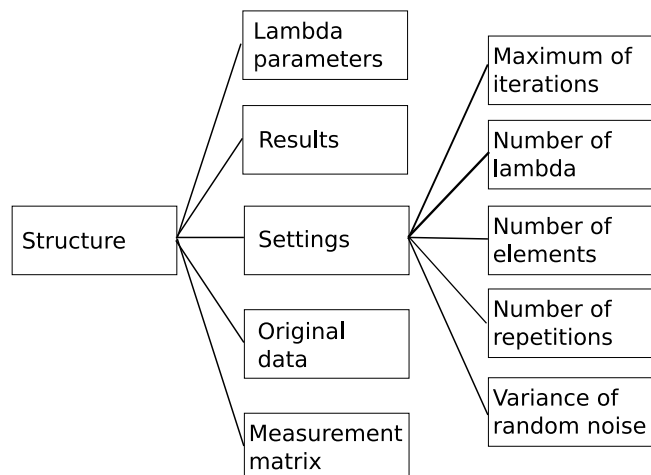 Structure
Lambda
parameters
Results
Settings
Original
data
Measurement
matrix
Maximum of
iterations
Number of
lambda
Number of
elements
Number of
repetitions
Variance of
random noise